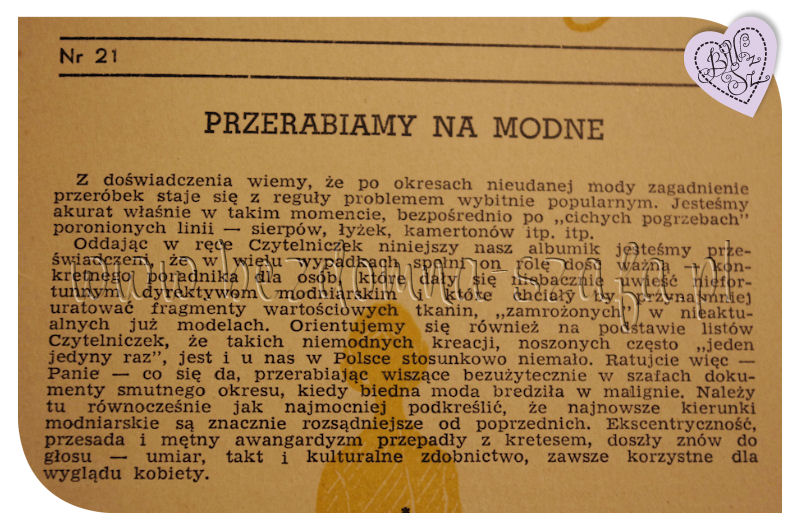 Nr 21
PRZERABIAMY NA MODNE
Z doświadczenia wiemy, że po okresach nieudanej mody zagadnienie
przeróbek staje się z reguły problemem wybitnie popularnym. Jesteśmy
akurat właśnie w takim momencie, bezpośrednio po „cichych pogrzebach”
poronionych linii — sierpów, łyżek, kamertonów itp. itp.
Oddając w ręce Czytelniczek niniejszy nasz albumik jesteśmy prze-
świadczeni, że w wielu wypadkach spełni on rolę dość ważną — kon-
kretnego poradnika dla osób, które dały się niebacznie uwieść niefor-
tunnym dyrektywom modniarskim i które chciały by przynajmniej
uratować fragmenty wartościowych tkanin, „zamrożonych” w nieaktu-
alnych już modelach. Orientujemy się również na podstawie listów
Czytelniczek, że takich niemodnych kreacji, noszonych często „jeden
jedyny raz”, jest i u nas w Polsce stosunkowo niemało. Ratujcie więc —
Panie — co się da, przerabiając wiszące bezużytecznie w szafach doku-
menty smutnego okresu, kiedy biedna moda bredziła w malignie. Należy
tu równocześnie jak najmocniej podkreślić, że najnowsze kierunki
modniarskie są znacznie rozsądniejsze od poprzednich. Ekscentryczność,
przesada i mętny awangardyzm przepadły z kretesem, doszły znów do
głosu — umiar, takt i kulturalne zdobnictwo, zawsze korzystne dla
wyglądu kobiety.
*